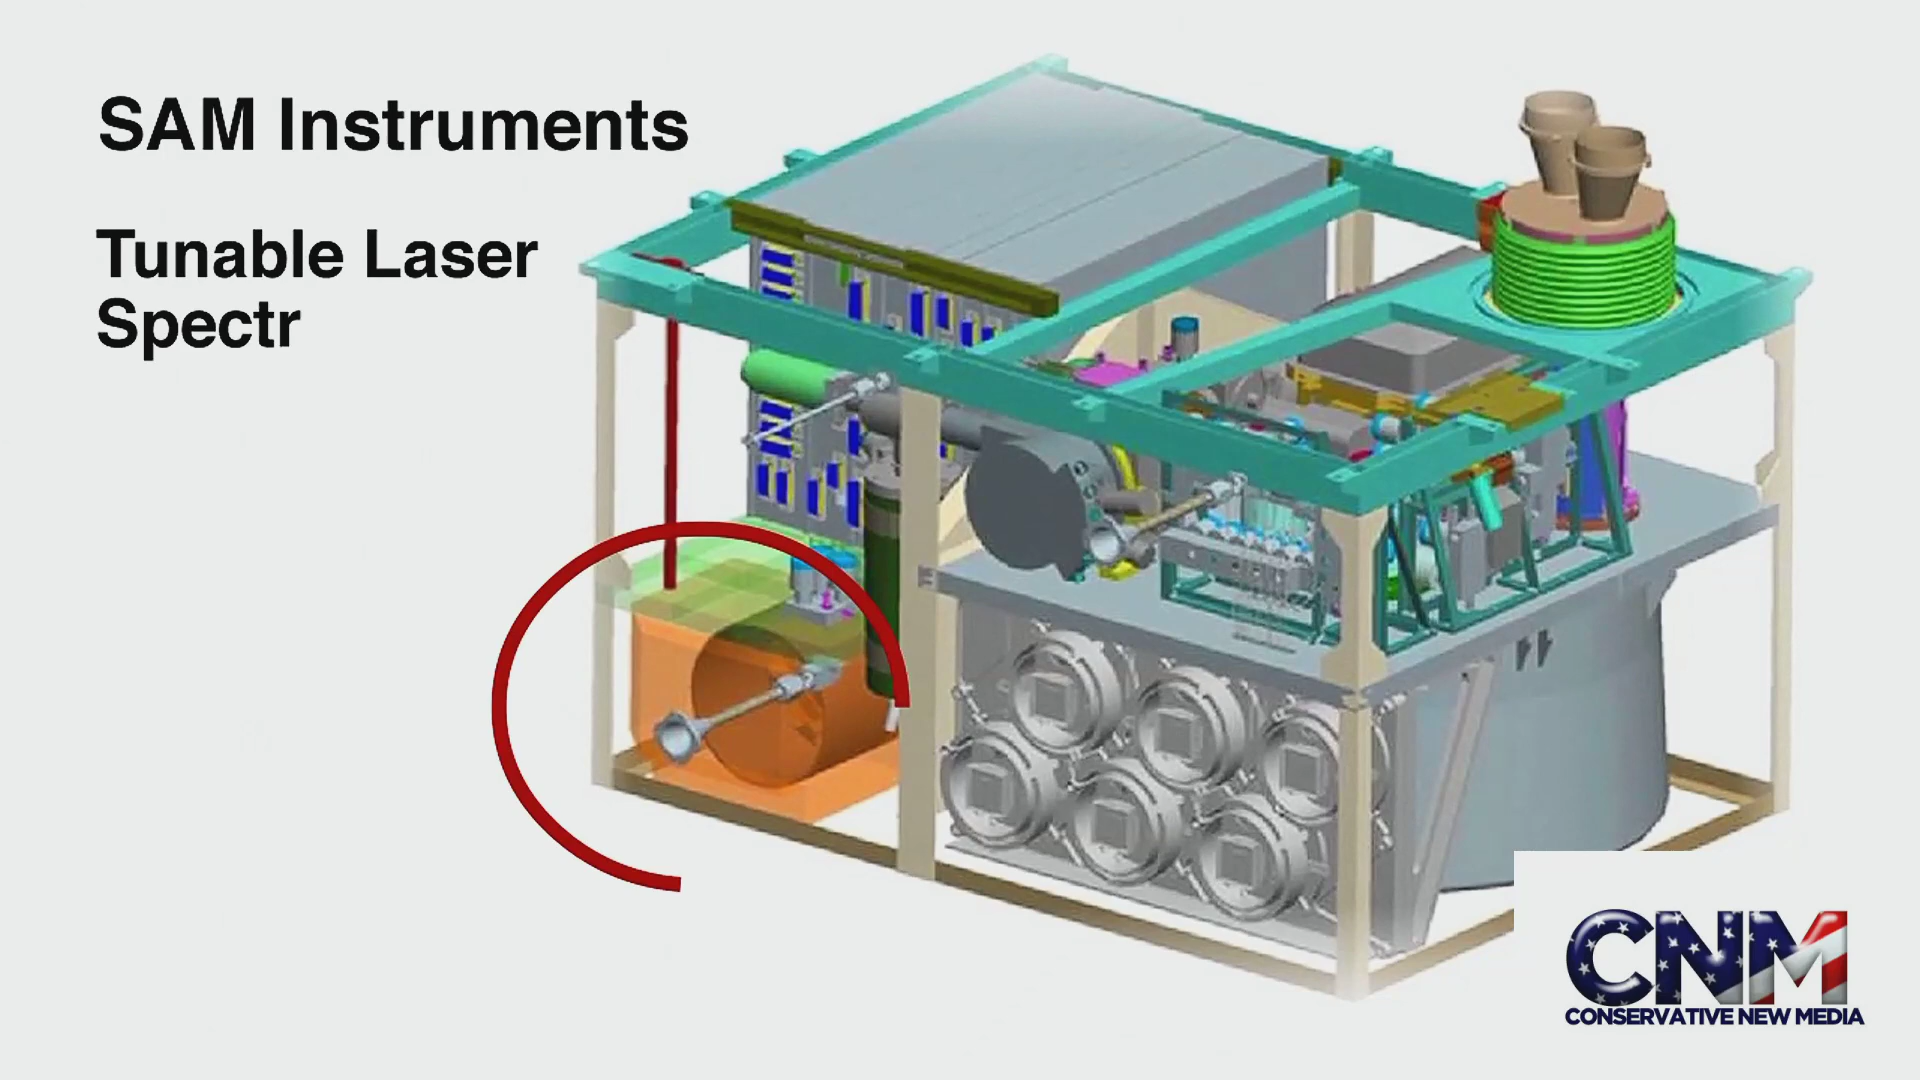 SAM Instruments
Tunable Laser
Spectr
CNM
CONSERVATIVE NEW MEDIA